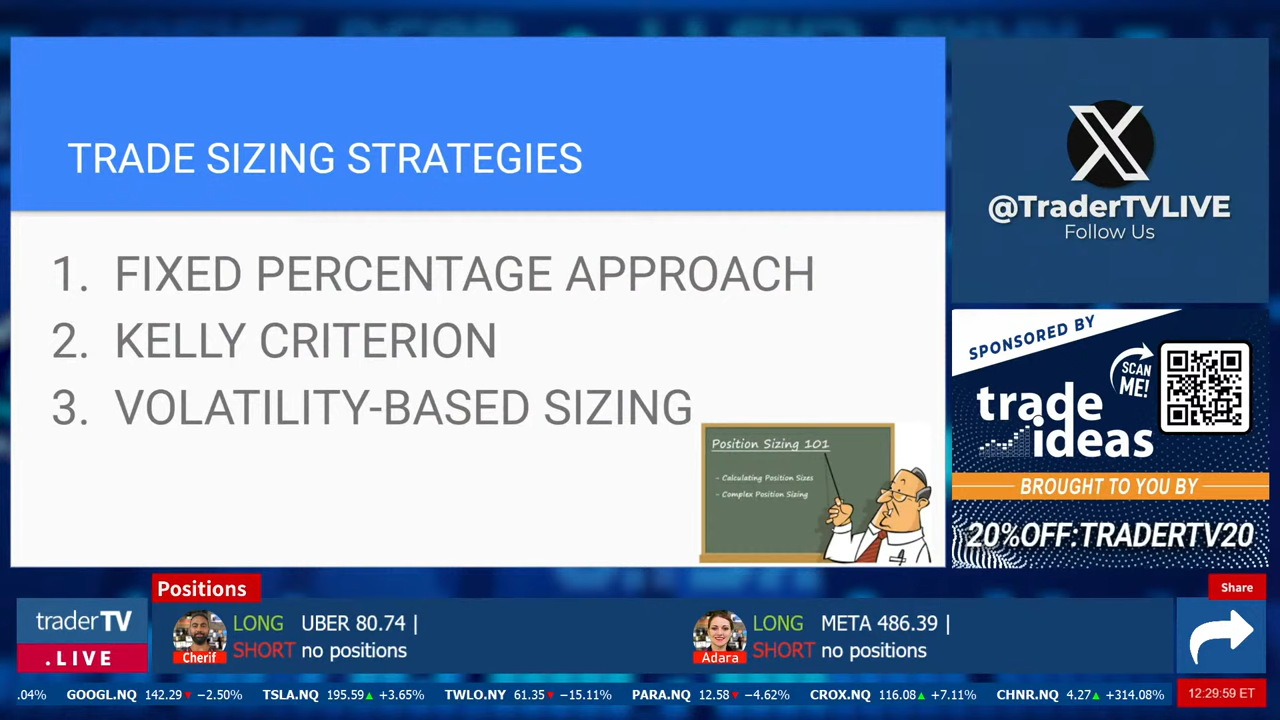 TRADE SIZING STRATEGIES
1. FIXED PERCENTAGE APPROACH
2. KELLY CRITERION
3. VOLATILITY-BASED SIZING
Position Sizing 101
- Calculating Position Sizes
- Complex Position Sizing
X
@TraderTVLIVE
Follow Us
SPONSORED BY
SCAN
ME!
trade
ideas
BROUGHT TO YOU BY
20%OFF:TRADERTV20
Positions
Share
traderTV
.LIVE
Cherif
LONG UBER 80.74 |
SHORT no positions
Adara
LONG META 486.39 |
SHORT no positions
.04% GOOGL.NQ 142.29▼ −2.50% TSLA.NQ 195.59▲ +3.65% TWLO.NY 61.35▼ −15.11% PARA.NQ 12.58▼ −4.62% CROX.NQ 116.08▲ +7.11% CHNR.NQ 4.27▲ +314.08%
12:29:59 ET